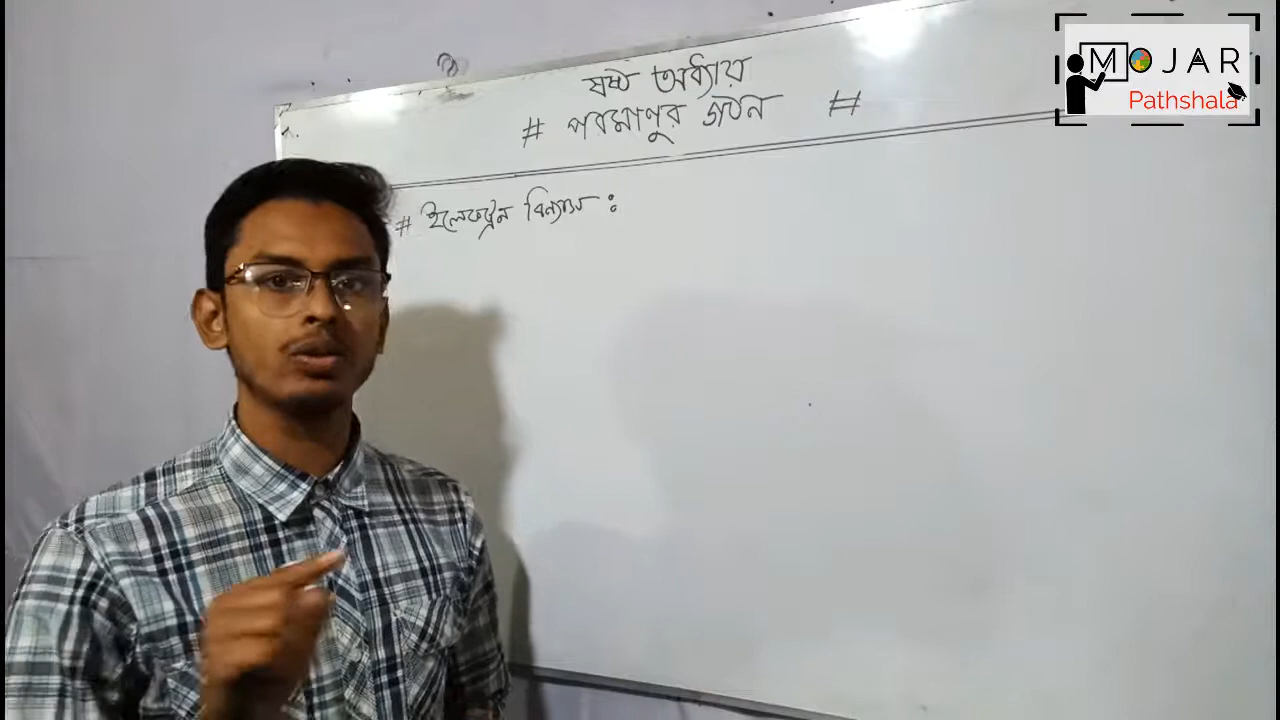 ষষ্ঠ অধ্যায়
# পরমাণুর গঠন #
# ইলেকট্রন বিন্যাস :
MOJAR
Pathshala